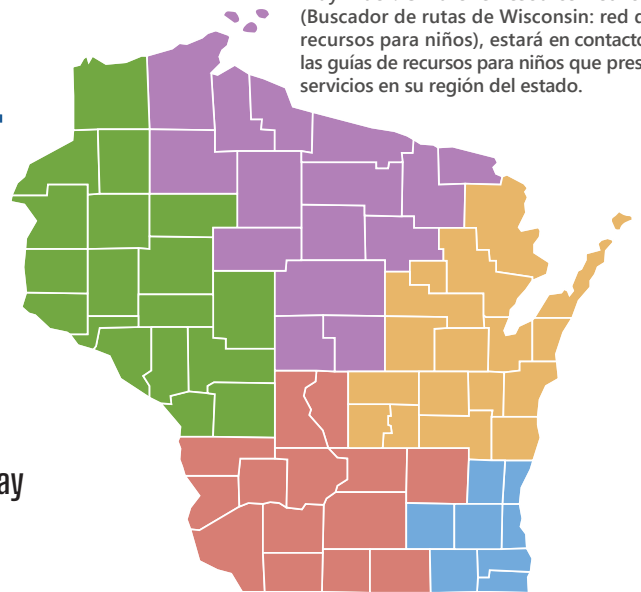 (Buscador de rutas de Wisconsin: red d
recursos para niños), estará en contacto
las guías de recursos para niños que pres
servicios en su región del estado.
ay